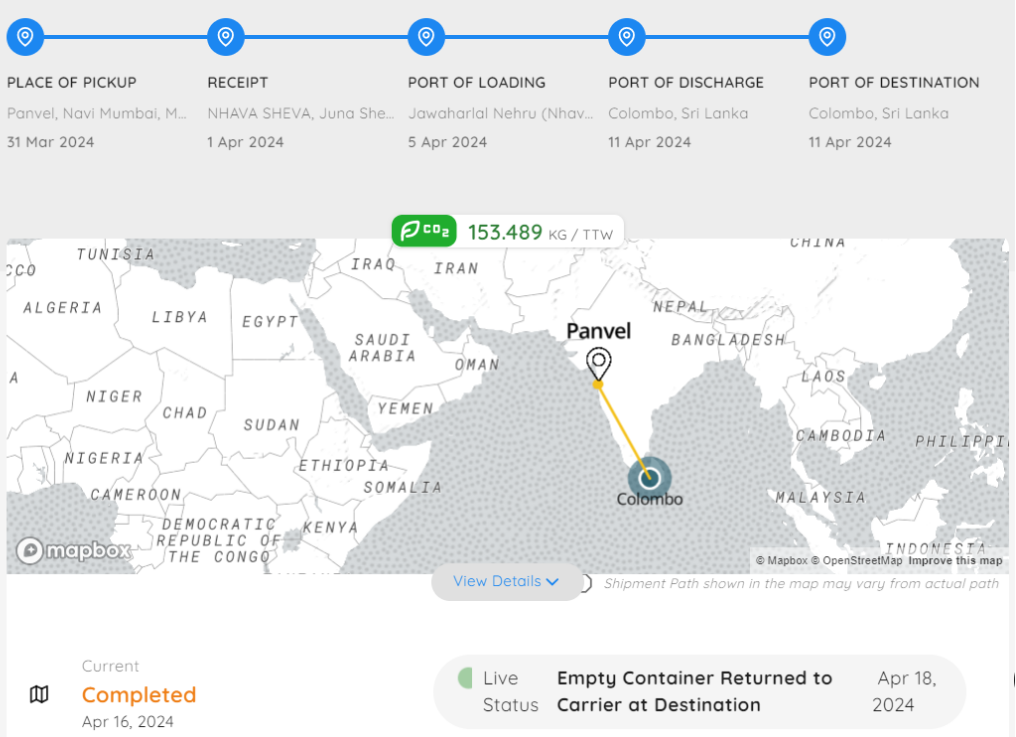 PLACE OF PICKUP
RECEIPT
PORT OF LOADING
PORT OF DISCHARGE
PORT OF DESTINATION
Panvel, Navi Mumbai, M...
NHAVA SHEVA, Juna She...
Jawaharlal Nehru (Nhav...
Colombo, Sri Lanka
Colombo, Sri Lanka
31 Mar 2024
1 Apr 2024
5 Apr 2024
11 Apr 2024
11 Apr 2024
CO2 153.489 KG / TTW
TUNISIA
CHINA
CCO
IRAQ
IRAN
ALGERIA
LIBYA
EGYPT
NEPAL
Panvel
SAUDI
ARABIA
BANGLADESH
OMAN
LAOS
A
NIGER
CHAD
YEMEN
SUDAN
CAMBODIA
PHILIPPI
NIGERIA
ETHIOPIA
SOMALIA
CAMEROON
Colombo
MALAYSIA
DEMOCRATIC
REPUBLIC OF
THE CONGO
KENYA
INDONESIA
mapbox
© Mapbox © OpenStreetMap Improve this map
View Details
Shipment Path shown in the map may vary from actual path
Current
Completed
Apr 16, 2024
Live
Status
Empty Container Returned to
Carrier at Destination
Apr 18,
2024